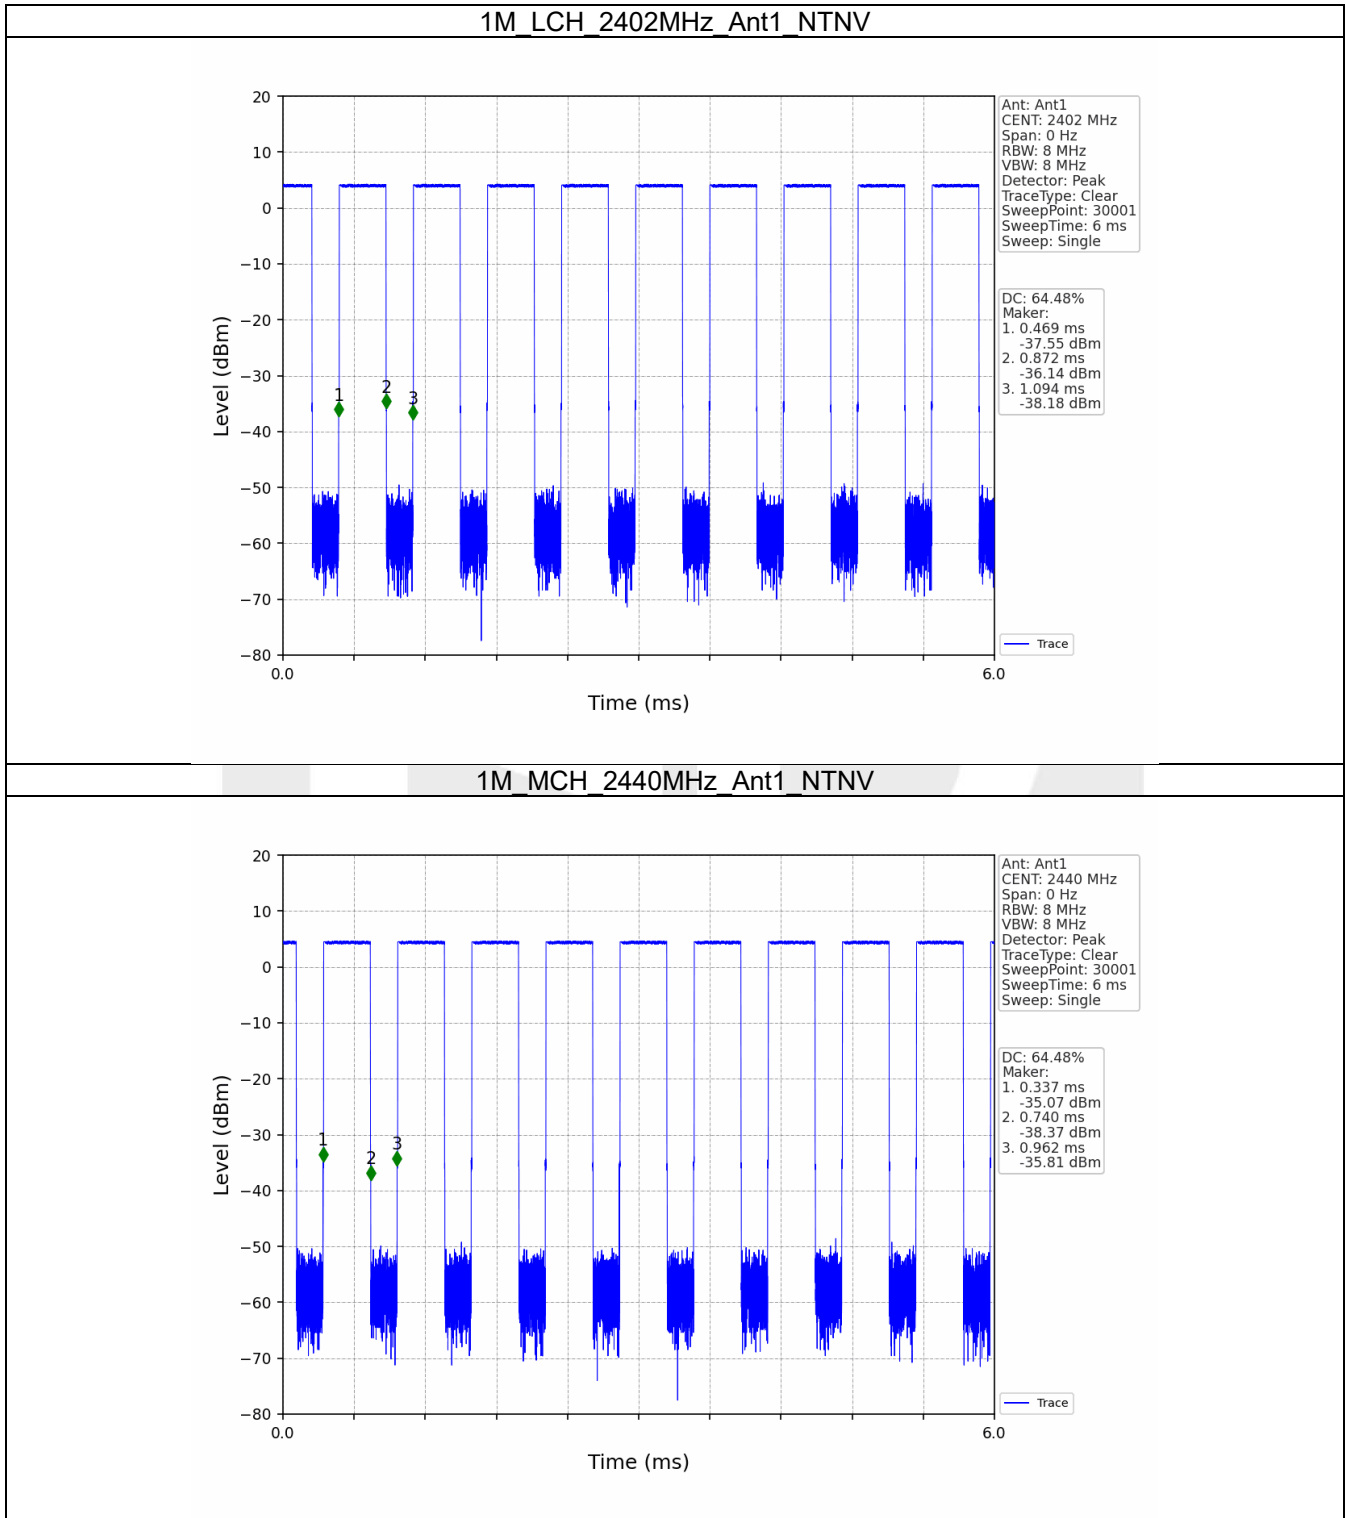 1M_LCH_2402MHz_Ant1_NTNV
20
10
0
−10
−20
−30
−40
−50
−60
−70
−80
Level (dBm)
0.0
6.0
Time (ms)
1
2
3
Ant: Ant1
CENT: 2402 MHz
Span: 0 Hz
RBW: 8 MHz
VBW: 8 MHz
Detector: Peak
TraceType: Clear
SweepPoint: 30001
SweepTime: 6 ms
Sweep: Single
DC: 64.48%
Maker:
1. 0.469 ms
-37.55 dBm
2. 0.872 ms
-36.14 dBm
3. 1.094 ms
-38.18 dBm
Trace
1M_MCH_2440MHz_Ant1_NTNV
20
10
0
−10
−20
−30
−40
−50
−60
−70
−80
Level (dBm)
0.0
6.0
Time (ms)
1
2
3
Ant: Ant1
CENT: 2440 MHz
Span: 0 Hz
RBW: 8 MHz
VBW: 8 MHz
Detector: Peak
TraceType: Clear
SweepPoint: 30001
SweepTime: 6 ms
Sweep: Single
DC: 64.48%
Maker:
1. 0.337 ms
-35.07 dBm
2. 0.740 ms
-38.37 dBm
3. 0.962 ms
-35.81 dBm
Trace